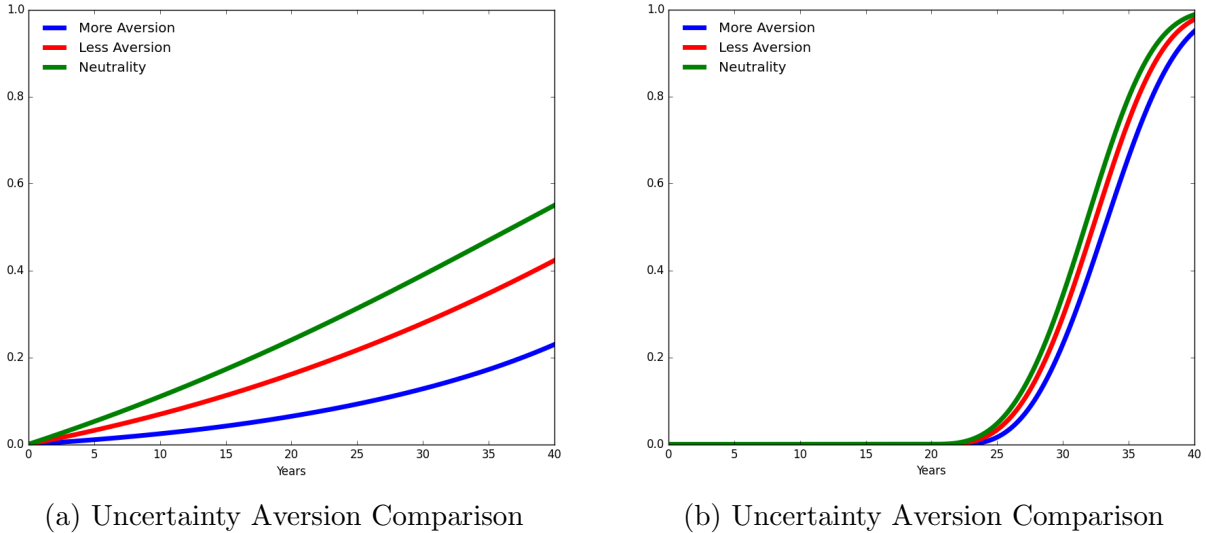 1.0
More Aversion
Less Aversion
Neutrality
0.8
0.6
0.4
0.2
0.0
0 5 10 15 20 25 30 35 40
Years
(a) Uncertainty Aversion Comparison
1.0
More Aversion
Less Aversion
Neutrality
0.8
0.6
0.4
0.2
0.0
0 5 10 15 20 25 30 35 40
Years
(b) Uncertainty Aversion Comparison